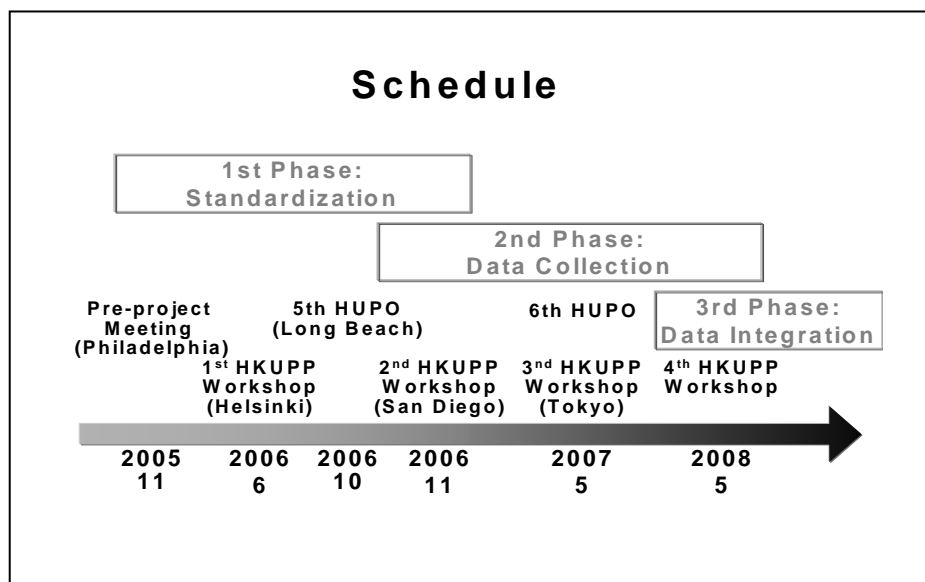 Schedule
1st Phase:
Standardization
2nd Phase:
Data Collection
Pre-project
Meeting
(Philadelphia)
5th HUPO
(Long Beach)
6th HUPO
3rd Phase:
Data Integration
1st HKUPP
Workshop
(Helsinki)
2nd HKUPP
Workshop
(San Diego)
3nd HKUPP
Workshop
(Tokyo)
4th HKUPP
Workshop
2005
11
2006
6
2006
10
2006
11
2007
5
2008
5